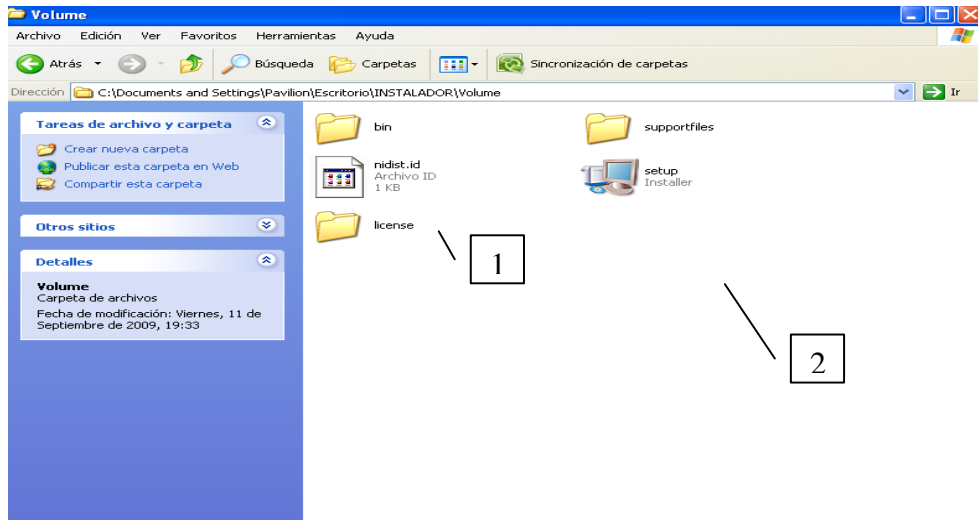 Volume
Archivo Edición Ver Favoritos Herramientas Ayuda
Atrás Búsqueda Carpetas Sincronización de carpetas
Dirección C:\Documents and Settings\Pavilion\Escritorio\INSTALADOR\Volume Ir
Tareas de archivo y carpeta
Crear nueva carpeta
Publicar esta carpeta en Web
Compartir esta carpeta
Otros sitios
Detalles
Volume
Carpeta de archivos
Fecha de modificación: Viernes, 11 de
Septiembre de 2009, 19:33
bin
supportfiles
nidist.id
Archivo ID
1 KB
setup
Installer
license
1
2